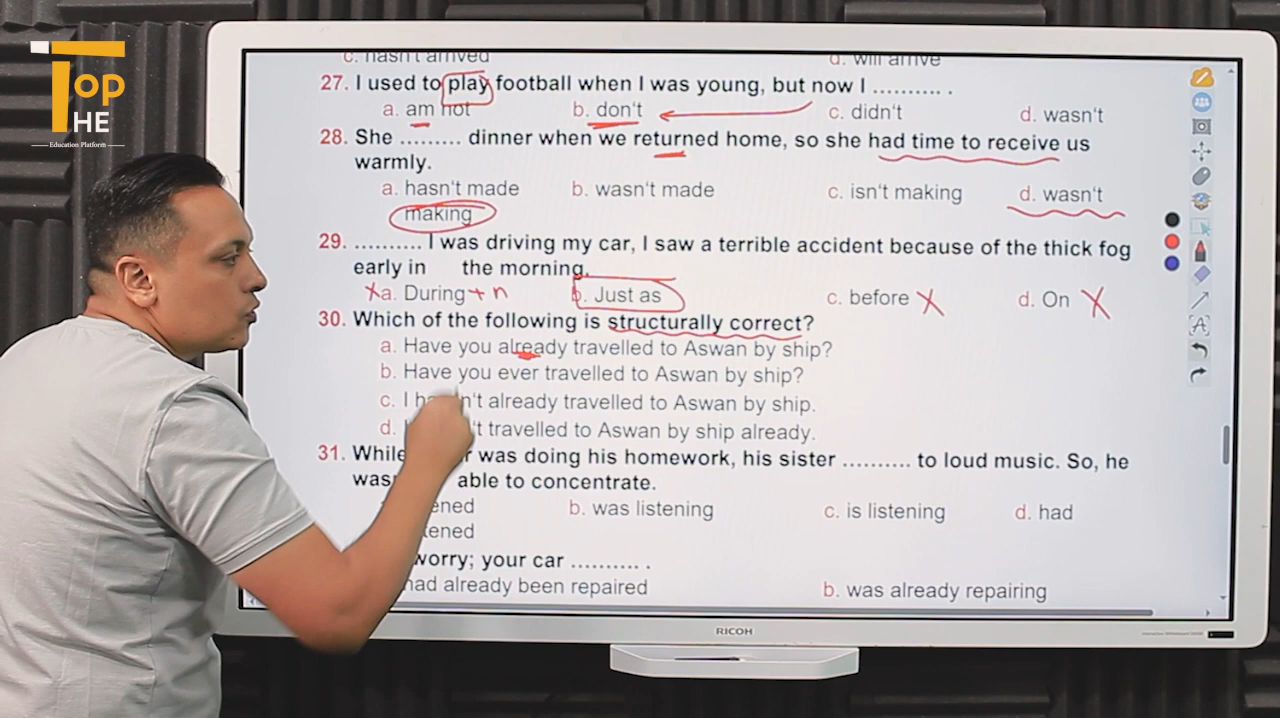 TOP
THE
Education Platform
c. hasn't arrived d. will arrive
27. I used to play football when I was young, but now I .......... .
a. am not b. don't c. didn't d. wasn't
28. She ......... dinner when we returned home, so she had time to receive us
warmly.
a. hasn't made b. wasn't made c. isn't making d. wasn't
making
29. .......... I was driving my car, I saw a terrible accident because of the thick fog
early in the morning.
xa. During + n b. Just as c. before X d. On X
30. Which of the following is structurally correct?
a. Have you already travelled to Aswan by ship?
b. Have you ever travelled to Aswan by ship?
c. I already travelled to Aswan by ship.
d. travelled to Aswan by ship already.
31. While was doing his homework, his sister .......... to loud music. So, he
able to concentrate.
b. was listening c. is listening d. had
worry; your car .......... .
had already been repaired b. was already repairing
RICOH